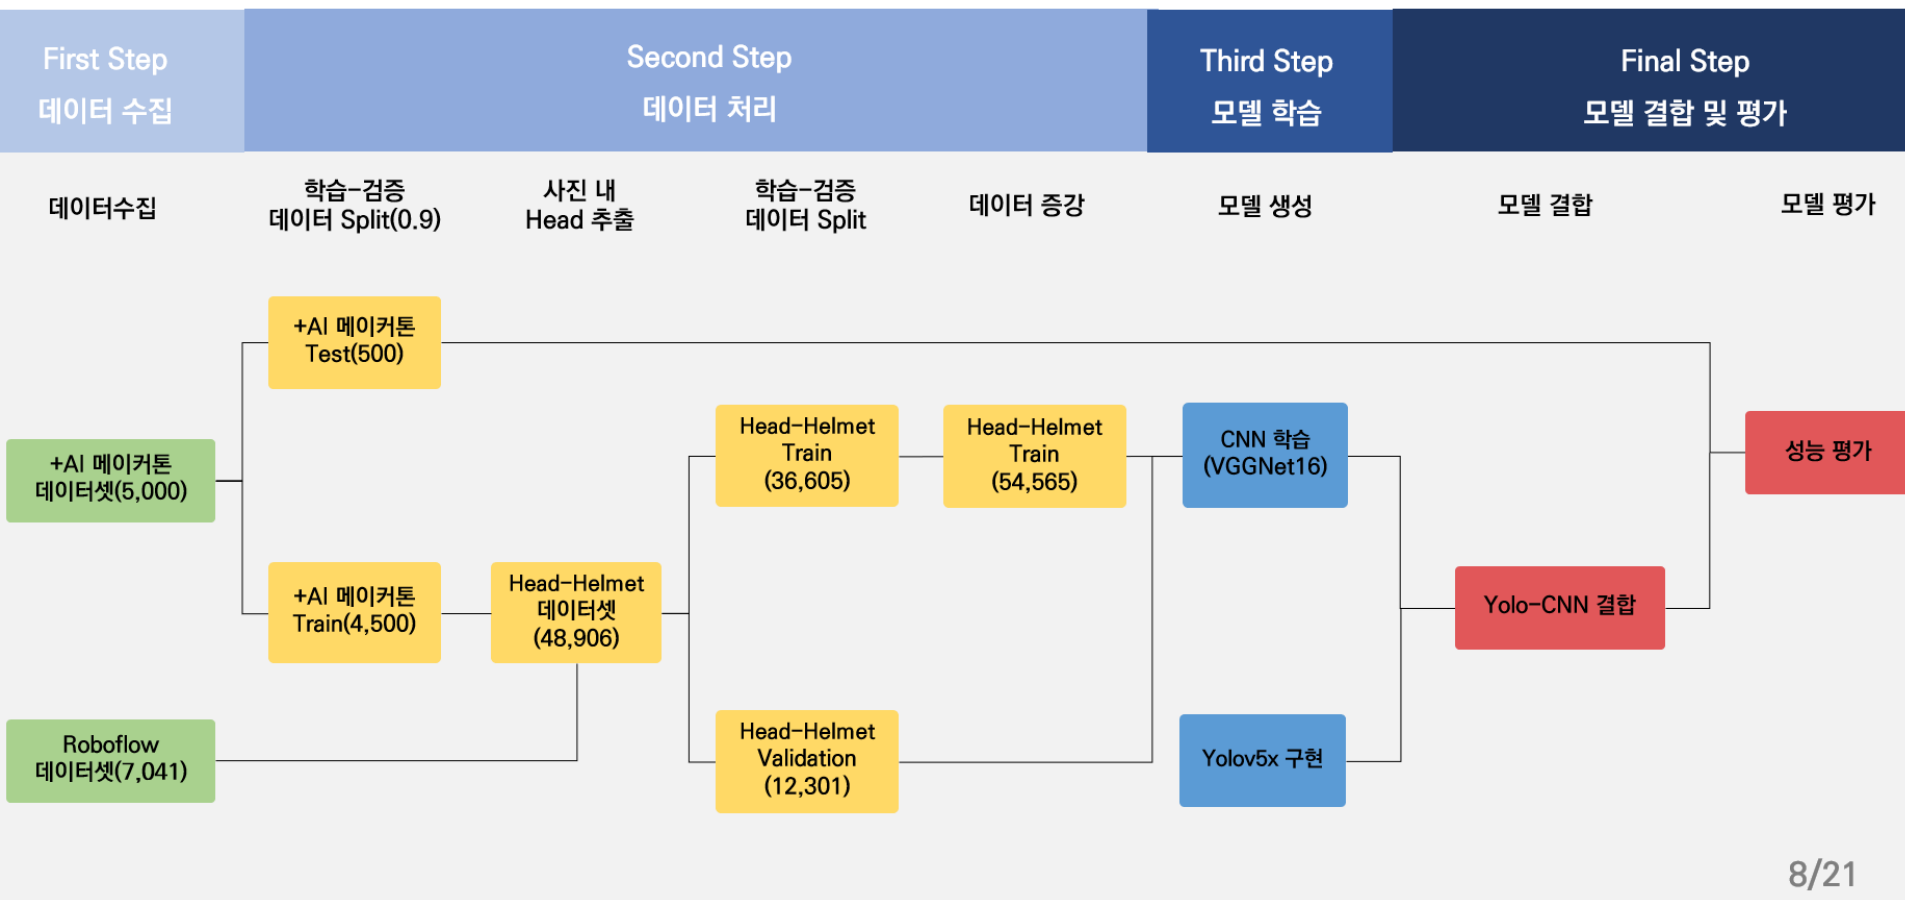 First Step
데이터 수집
Second Step
데이터 처리
Third Step
모델 학습
Final Step
모델 결합 및 평가
데이터수집
학습-검증
데이터 Split(0.9)
사진 내
Head 추출
학습-검증
데이터 Split
데이터 증강
모델 생성
모델 결합
모델 평가
+AI 메이커톤
Test(500)
+AI 메이커톤
데이터셋(5,000)
Head-Helmet
Train
(36,605)
Head-Helmet
Train
(54,565)
CNN 학습
(VGGNet16)
성능 평가
+AI 메이커톤
Train(4,500)
Head-Helmet
데이터셋
(48,906)
Yolo-CNN 결합
Roboflow
데이터셋(7,041)
Head-Helmet
Validation
(12,301)
Yolov5x 구현
8/21